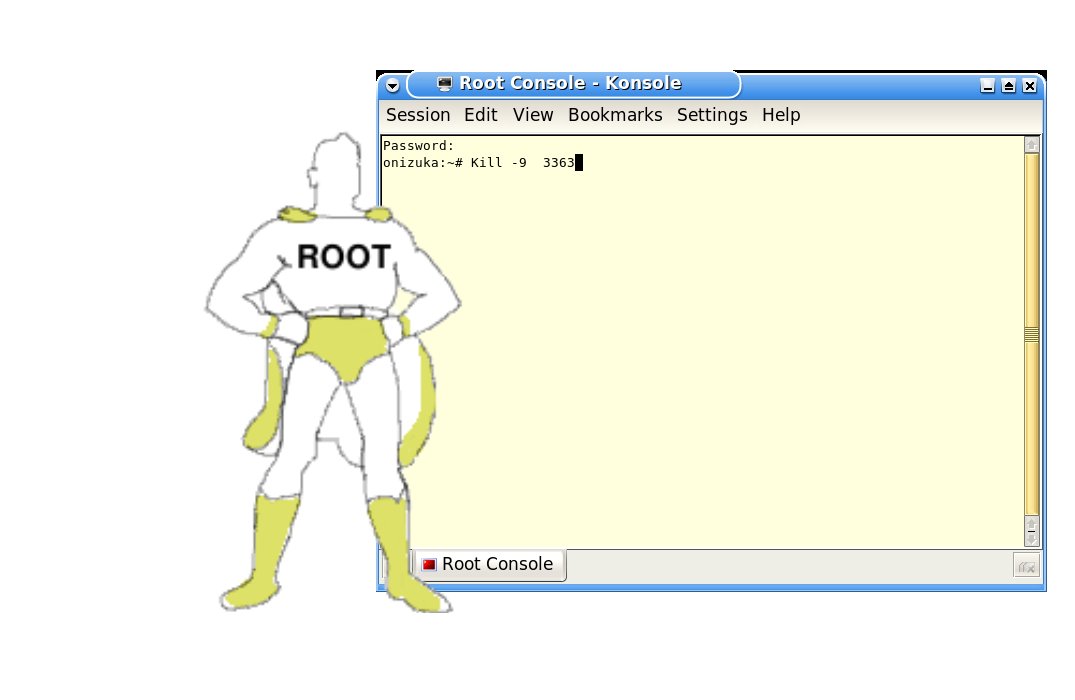 Root Console - Konsole
Session Edit View Bookmarks Settings Help
Password:
onizuka:~# Kill -9  3363
ROOT
Root Console